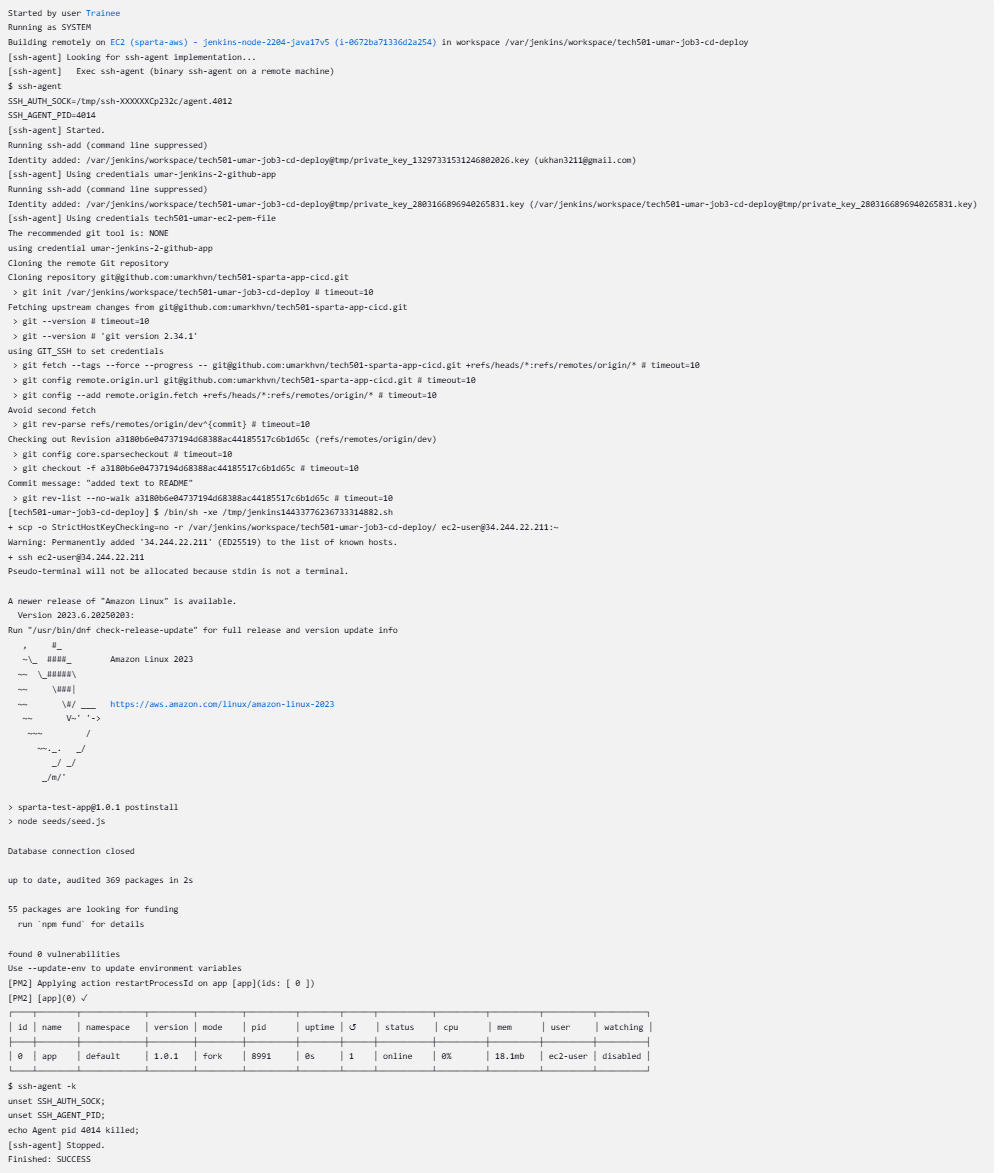 Started by user Trainee
Running as SYSTEM
Building remotely on EC2 (sparta-aws) - jenkins-node-2204-java17v5 (i-0672ba71336d2a254) in workspace /var/jenkins/workspace/tech501-umar-job3-cd-deploy
[ssh-agent] Looking for ssh-agent implementation...
[ssh-agent]   Exec ssh-agent (binary ssh-agent on a remote machine)
$ ssh-agent
SSH_AUTH_SOCK=/tmp/ssh-XXXXXXCp232c/agent.4012
SSH_AGENT_PID=4014
[ssh-agent] Started.
Running ssh-add (command line suppressed)
Identity added: /var/jenkins/workspace/tech501-umar-job3-cd-deploy@tmp/private_key_13297331531246802026.key (ukhan3211@gmail.com)
[ssh-agent] Using credentials umar-jenkins-2-github-app
Running ssh-add (command line suppressed)
Identity added: /var/jenkins/workspace/tech501-umar-job3-cd-deploy@tmp/private_key_2803166896940265831.key (/var/jenkins/workspace/tech501-umar-job3-cd-deploy@tmp/private_key_2803166896940265831.key)
[ssh-agent] Using credentials tech501-umar-ec2-pem-file
The recommended git tool is: NONE
using credential umar-jenkins-2-github-app
Cloning the remote Git repository
Cloning repository git@github.com:umarkhvn/tech501-sparta-app-cicd.git
 > git init /var/jenkins/workspace/tech501-umar-job3-cd-deploy # timeout=10
Fetching upstream changes from git@github.com:umarkhvn/tech501-sparta-app-cicd.git
 > git --version # timeout=10
 > git --version # 'git version 2.34.1'
using GIT_SSH to set credentials
 > git fetch --tags --force --progress -- git@github.com:umarkhvn/tech501-sparta-app-cicd.git +refs/heads/*:refs/remotes/origin/* # timeout=10
 > git config remote.origin.url git@github.com:umarkhvn/tech501-sparta-app-cicd.git # timeout=10
 > git config --add remote.origin.fetch +refs/heads/*:refs/remotes/origin/* # timeout=10
Avoid second fetch
 > git rev-parse refs/remotes/origin/dev^{commit} # timeout=10
Checking out Revision a3180b6e04737194d68388ac44185517c6b1d65c (refs/remotes/origin/dev)
 > git config core.sparsecheckout # timeout=10
 > git checkout -f a3180b6e04737194d68388ac44185517c6b1d65c # timeout=10
Commit message: "added text to README"
 > git rev-list --no-walk a3180b6e04737194d68388ac44185517c6b1d65c # timeout=10
[tech501-umar-job3-cd-deploy] $ /bin/sh -xe /tmp/jenkins14433776236733314882.sh
+ scp -o StrictHostKeyChecking=no -r /var/jenkins/workspace/tech501-umar-job3-cd-deploy/ ec2-user@34.244.22.211:~
Warning: Permanently added '34.244.22.211' (ED25519) to the list of known hosts.
+ ssh ec2-user@34.244.22.211
Pseudo-terminal will not be allocated because stdin is not a terminal.
A newer release of "Amazon Linux" is available.
  Version 2023.6.20250203:
Run "/usr/bin/dnf check-release-update" for full release and version update info
   ,     #_
   ~\_  ####_        Amazon Linux 2023
  ~~  \_#####\
  ~~     \###|
  ~~       \#/ ___   https://aws.amazon.com/linux/amazon-linux-2023
   ~~       V~' '->
    ~~~         /
      ~~._.   _/
         _/ _/
       _/m/'
> sparta-test-app@1.0.1 postinstall
> node seeds/seed.js
Database connection closed
up to date, audited 369 packages in 2s
55 packages are looking for funding
  run `npm fund` for details
found 0 vulnerabilities
Use --update-env to update environment variables
[PM2] Applying action restartProcessId on app [app](ids: [ 0 ])
[PM2] [app](0) ✓
│ id │ name │ namespace │ version │ mode │ pid │ uptime │ ↺ │ status │ cpu │ mem │ user │ watching │
│ 0 │ app │ default │ 1.0.1 │ fork │ 8991 │ 0s │ 1 │ online │ 0% │ 18.1mb │ ec2-user │ disabled │
$ ssh-agent -k
unset SSH_AUTH_SOCK;
unset SSH_AGENT_PID;
echo Agent pid 4014 killed;
[ssh-agent] Stopped.
Finished: SUCCESS